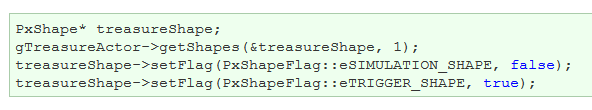 PxShape* treasureShape;
gTreasureActor->getShapes(&treasureShape, 1);
treasureShape->setFlag(PxShapeFlag::eSIMULATION_SHAPE, false);
treasureShape->setFlag(PxShapeFlag::eTRIGGER_SHAPE, true);